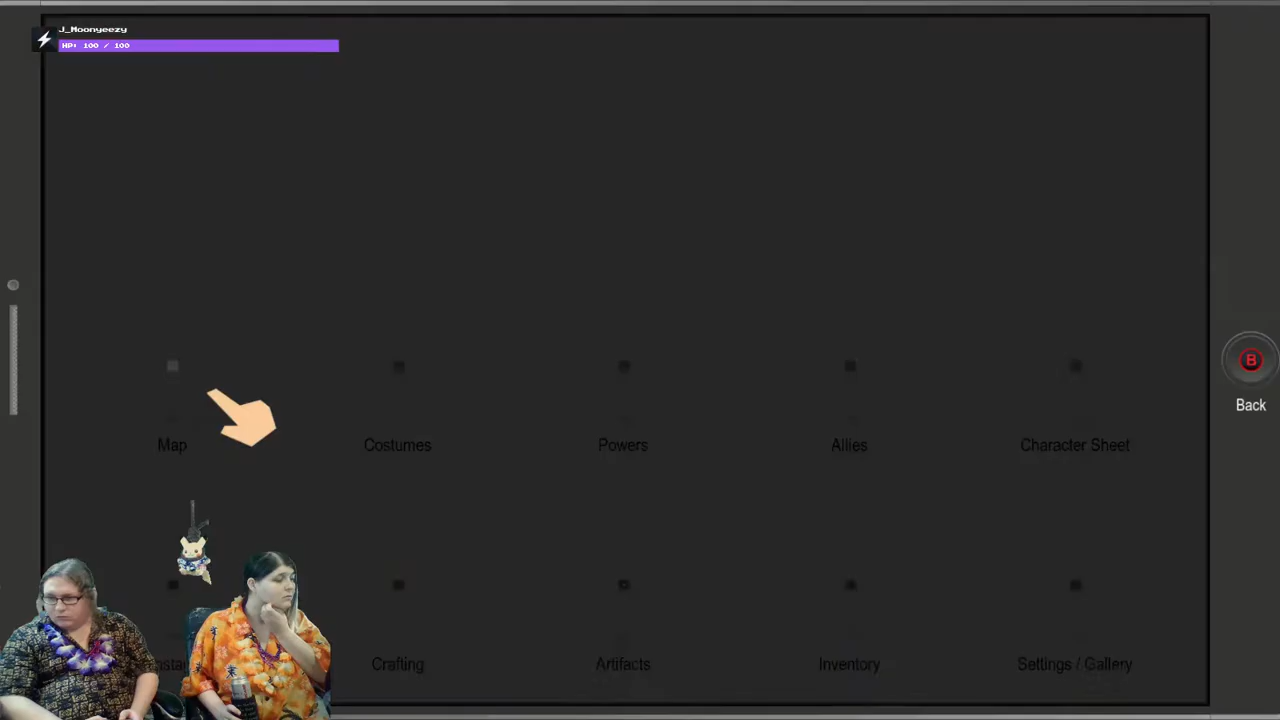 J_Moonyeezy
HP: 100 / 100
B
Back
Map
Costumes
Powers
Allies
Character Sheet
Crafting
Artifacts
Inventory
Settings / Gallery